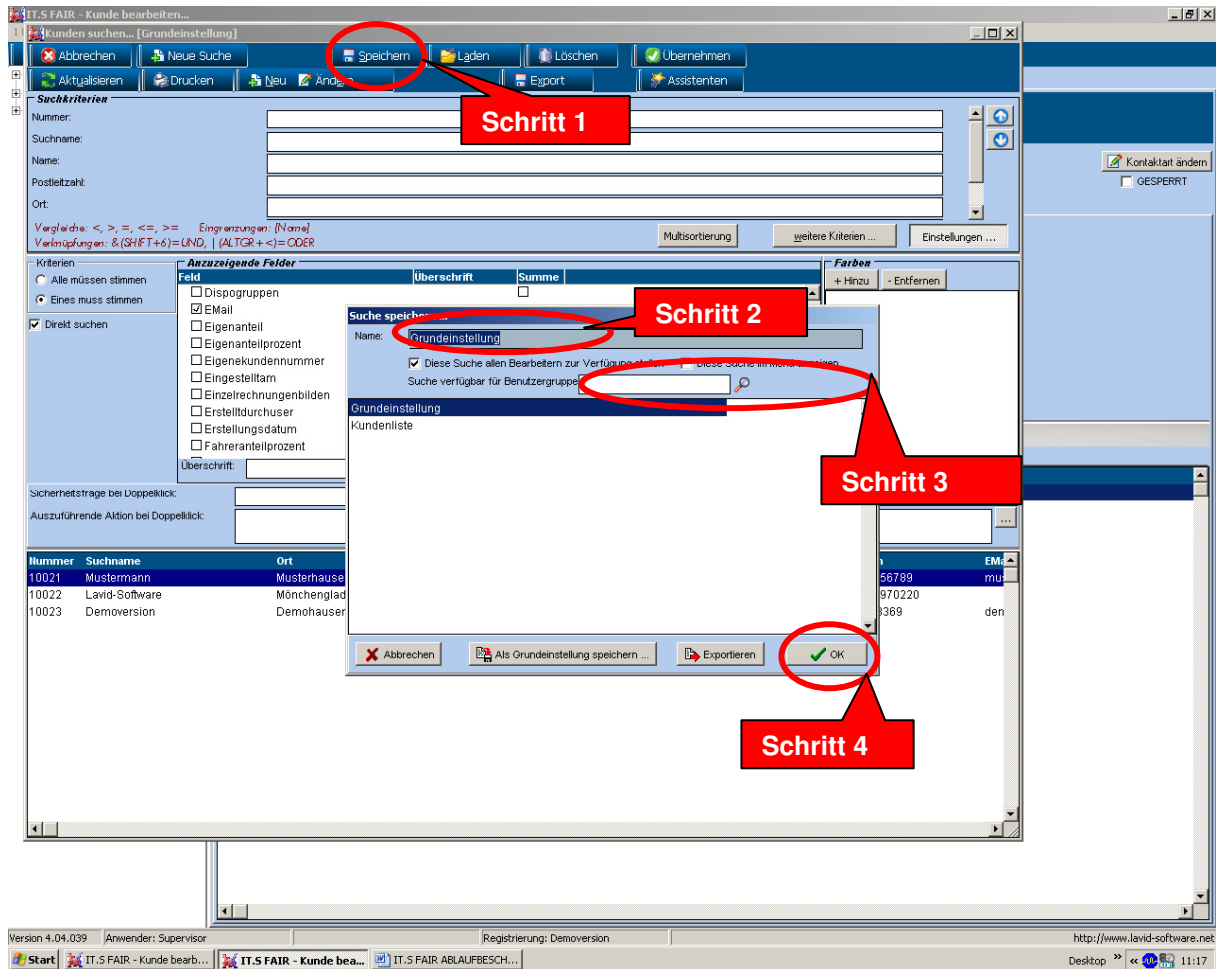 IT.S FAIR - Kunde bearbeiten...
Kunden suchen... [Grundeinstellung]
Abbrechen Neue Suche Speichern Laden Löschen Übernehmen
Aktualisieren Drucken Neu Export Assistenten
Schritt 1
Suchkriterien
Nummer:
Suchname:
Name:
Postleitzahl:
Ort:
Kontaktart ändern
GESPERRT
Vergleiche: <, >, =, <=, >= Eingrenzungen: [Name]
Verknüpfungen: & (SHIFT+6)=UND, | (ALTGR+<)=ODER
Multisortierung weitere Kriterien ... Einstellungen ...
Kriterien
Alle müssen stimmen
Eines muss stimmen
Direkt suchen
Anzuzeigende Felder
Feld Überschrift Summe
Dispogruppen
EMail
Eigenanteil
Eigenanteilprozent
Eigenekundennummer
Eingestelltam
Einzelrechnungenbilden
Erstelltdurchuser
Erstellungsdatum
Fahreranteilprozent
Überschrift:
Farben
+ Hinzu - Entfernen
Schritt 2
Name: Grundeinstellung
Diese Suche allen Bearbeitern zur Verfügung stellen
Suche verfügbar für Benutzergruppe
Grundeinstellung
Kundenliste
Schritt 3
Abbrechen Als Grundeinstellung speichern ... Exportieren OK
Schritt 4
Sicherheitsfrage bei Doppelklick:
Auszuführende Aktion bei Doppelklick:
...
Nummer Suchname Ort
10021 Mustermann 56789
10022 Lavid-Software 970220
10023 Demoversion 3369
Version 4.04.039 Anwender: Supervisor Registrierung: Demoversion http://www.lavid-software.net
Start IT.S FAIR - Kunde bearb... IT.S FAIR - Kunde bea... IT.S FAIR ABLAUFBESCH... Desktop » « 11:17